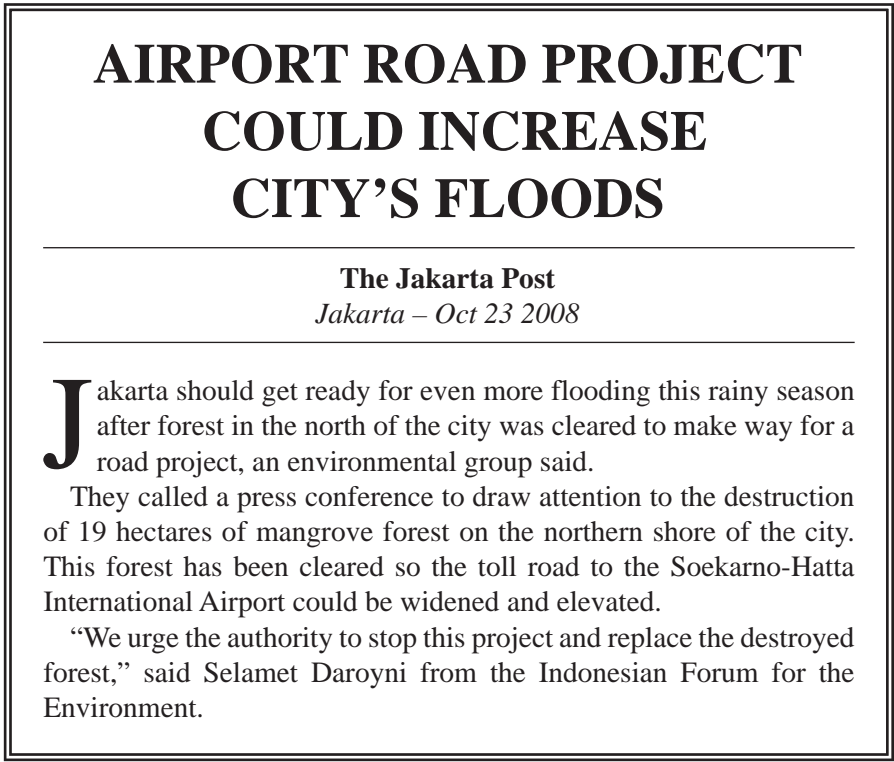 AIRPORT ROAD PROJECT
COULD INCREASE
CITY’S FLOODS
The Jakarta Post
Jakarta – Oct 23 2008
Jakarta should get ready for even more flooding this rainy season
after forest in the north of the city was cleared to make way for a
road project, an environmental group said.
They called a press conference to draw attention to the destruction
of 19 hectares of mangrove forest on the northern shore of the city.
This forest has been cleared so the toll road to the Soekarno-Hatta
International Airport could be widened and elevated.
“We urge the authority to stop this project and replace the destroyed
forest,” said Selamet Daroyni from the Indonesian Forum for the
Environment.